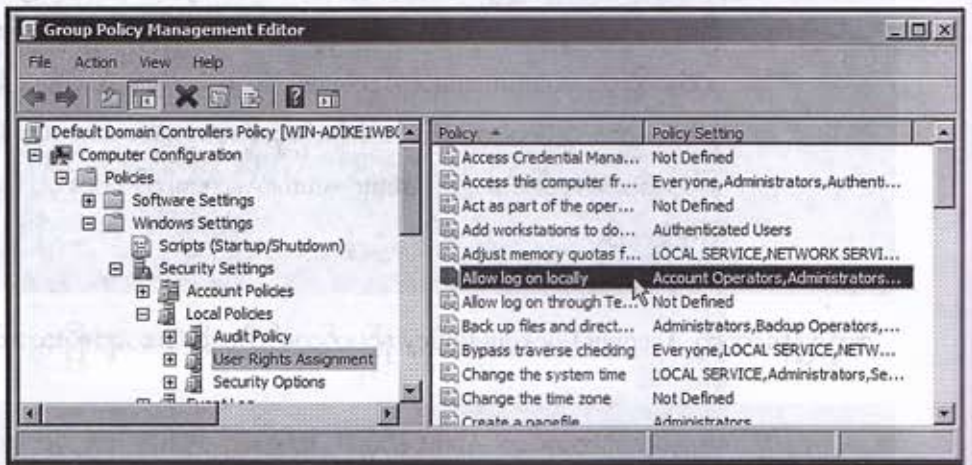 Group Policy Management Editor
File Action View Help
Default Domain Controllers Policy [WIN-ADIKE1WBC
Computer Configuration
Policies
Software Settings
Windows Settings
Scripts (Startup/Shutdown)
Security Settings
Account Policies
Local Policies
Audit Policy
User Rights Assignment
Security Options
Event Log
Policy Policy Setting
Access Credential Mana... Not Defined
Access this computer fr... Everyone,Administrators,Authenti...
Act as part of the oper... Not Defined
Add workstations to do... Authenticated Users
Adjust memory quotas f... LOCAL SERVICE,NETWORK SERVI...
Allow log on locally Account Operators,Administrators...
Allow log on through Te... Not Defined
Back up files and direct... Administrators,Backup Operators,...
Bypass traverse checking Everyone,LOCAL SERVICE,NETW...
Change the system time LOCAL SERVICE,Administrators,Se...
Change the time zone Not Defined
Create a pagefile Administrators